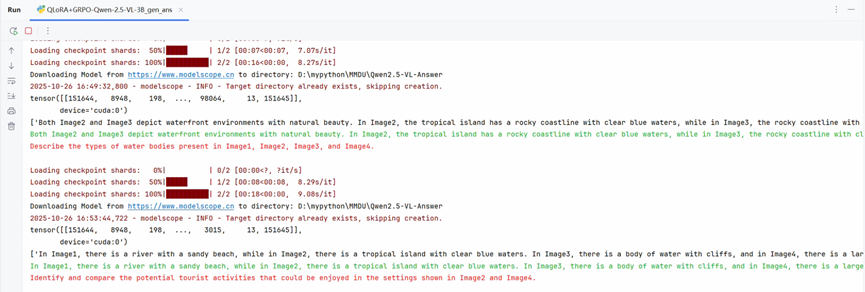 Run QLoRA+GRPO-Qwen-2.5-VL-3B_gen_ans
Loading checkpoint shards: 50%| | 1/2 [00:07<00:07, 7.07s/it]
Loading checkpoint shards: 100%| | 2/2 [00:16<00:00, 8.27s/it]
Downloading Model from https://www.modelscope.cn to directory: D:\mypython\MMDU\Qwen2.5-VL-Answer
2025-10-26 16:49:32,800 - modelscope - INFO - Target directory already exists, skipping creation.
tensor([[151644, 8948, 198, ..., 98064, 13, 151645]],
device='cuda:0')
['Both Image2 and Image3 depict waterfront environments with natural beauty. In Image2, the tropical island has a rocky coastline with clear blue waters, while in Image3, the rocky coastline with
Both Image2 and Image3 depict waterfront environments with natural beauty. In Image2, the tropical island has a rocky coastline with clear blue waters, while in Image3, the rocky coastline with cl
Describe the types of water bodies present in Image1, Image2, Image3, and Image4.
Loading checkpoint shards: 0%| | 0/2 [00:00<?, ?it/s]
Loading checkpoint shards: 50%| | 1/2 [00:08<00:08, 8.29s/it]
Loading checkpoint shards: 100%| | 2/2 [00:18<00:00, 9.08s/it]
Downloading Model from https://www.modelscope.cn to directory: D:\mypython\MMDU\Qwen2.5-VL-Answer
2025-10-26 16:53:44,722 - modelscope - INFO - Target directory already exists, skipping creation.
tensor([[151644, 8948, 198, ..., 3015, 13, 151645]],
device='cuda:0')
['In Image1, there is a river with a sandy beach, while in Image2, there is a tropical island with clear blue waters. In Image3, there is a body of water with cliffs, and in Image4, there is a lar
In Image1, there is a river with a sandy beach, while in Image2, there is a tropical island with clear blue waters. In Image3, there is a body of water with cliffs, and in Image4, there is a large
Identify and compare the potential tourist activities that could be enjoyed in the settings shown in Image2 and Image4.